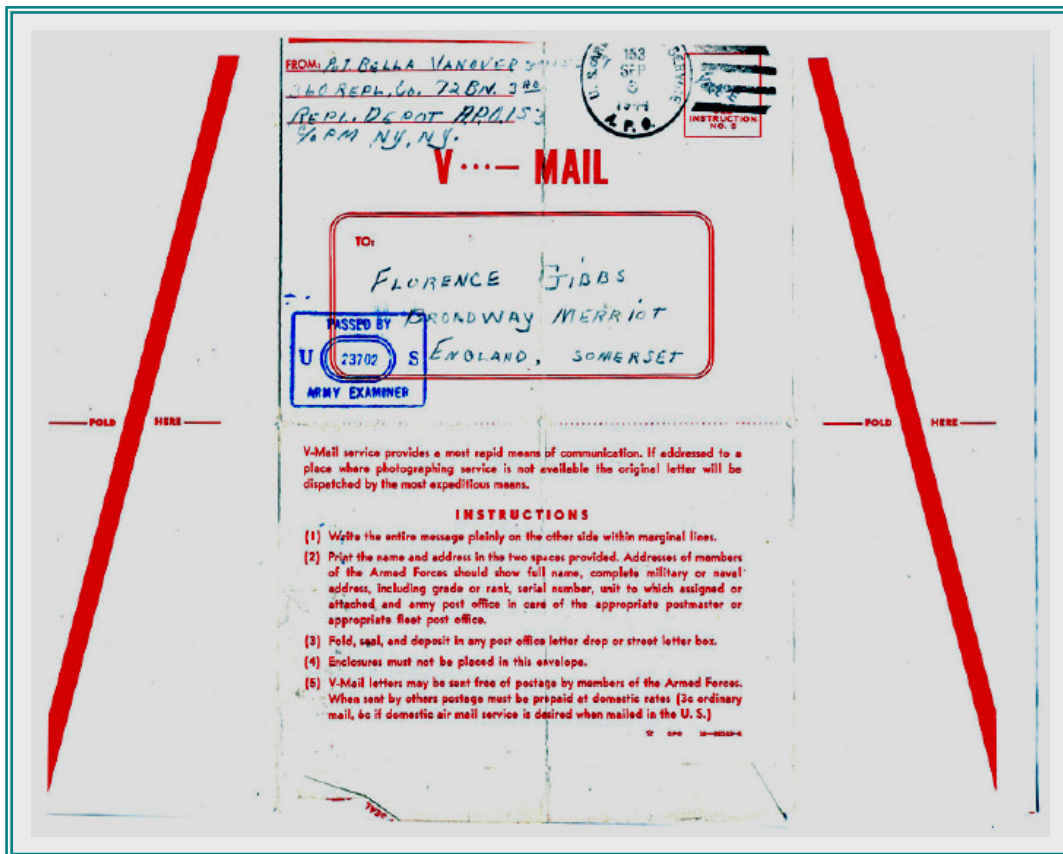 FROM: PVT. BELLA VANOVER
360 REPL. Co. 72 BN. 3RD
REPL. DEPOT A.P.O. 153
C/O PM NY, NY.
U.S. ARMY SERVICE
153
SEP
1944
A.P.O.
INSTRUCTION
NO. 5
V ···— MAIL
TO:
FLORENCE GIBBS
BROADWAY MERRIOT
ENGLAND, SOMERSET
PASSED BY
U 23702 S
ARMY EXAMINER
FOLD HERE
FOLD HERE
V-Mail service provides a most rapid means of communication. If addressed to a
place where photographing service is not available the original letter will be
dispatched by the most expeditious means.
INSTRUCTIONS
(1) Write the entire message plainly on the other side within marginal lines.
(2) Print the name and address in the two spaces provided. Addresses of members
of the Armed Forces should show full name, complete military or naval
address, including grade or rank, serial number, unit to which assigned or
attached and army post office in care of the appropriate postmaster or
appropriate fleet post office.
(3) Fold, seal, and deposit in any post office letter drop or street letter box.
(4) Enclosures must not be placed in this envelope.
(5) V-Mail letters may be sent free of postage by members of the Armed Forces.
When sent by others postage must be prepaid at domestic rates (3c ordinary
mail, 6c if domestic air mail service is desired when mailed in the U. S.)
GPO
SEAL